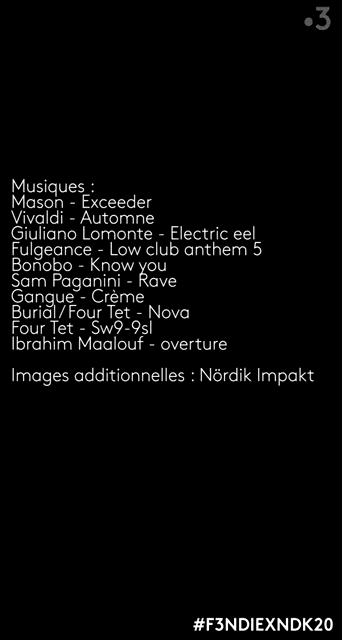 3
Musiques :
Mason - Exceeder
Vivaldi - Automne
Giuliano Lomonte - Electric eel
Fulgeance - Low club anthem 5
Bonobo - Know you
Sam Paganini - Rave
Gangue - Crème
Burial/Four Tet - Nova
Four Tet - Sw9-9sl
Ibrahim Maalouf - overture
Images additionnelles : Nördik Impakt
#F3NDIEXNDK20